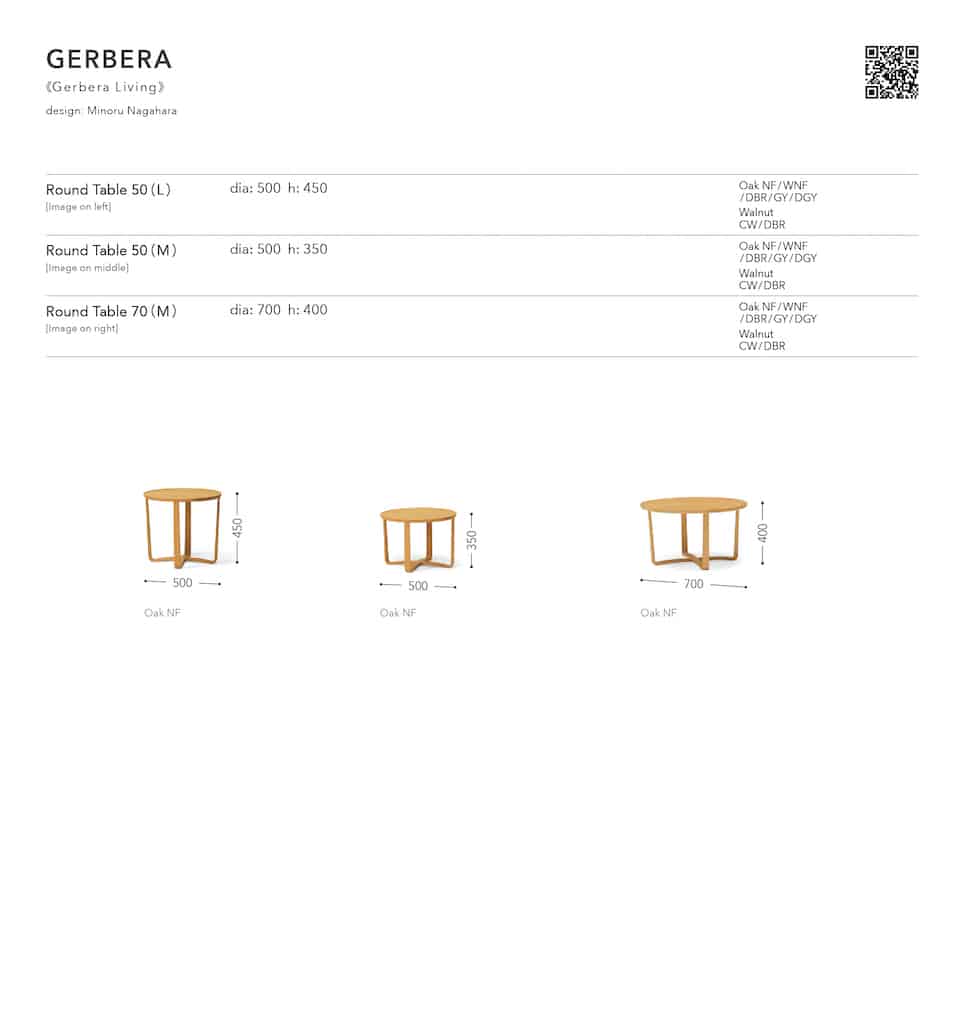 GERBERA
《Gerbera Living》
design: Minoru Nagahara
Round Table 50（L） dia: 500 h: 450 Oak NF/WNF
/DBR/GY/DGY
[Image on left]
Walnut
CW/DBR
Round Table 50（M） dia: 500 h: 350 Oak NF/WNF
/DBR/GY/DGY
[Image on middle]
Walnut
CW/DBR
Round Table 70（M） dia: 700 h: 400 Oak NF/WNF
/DBR/GY/DGY
[Image on right]
Walnut
CW/DBR
450
500
Oak NF
350
500
Oak NF
400
700
Oak NF